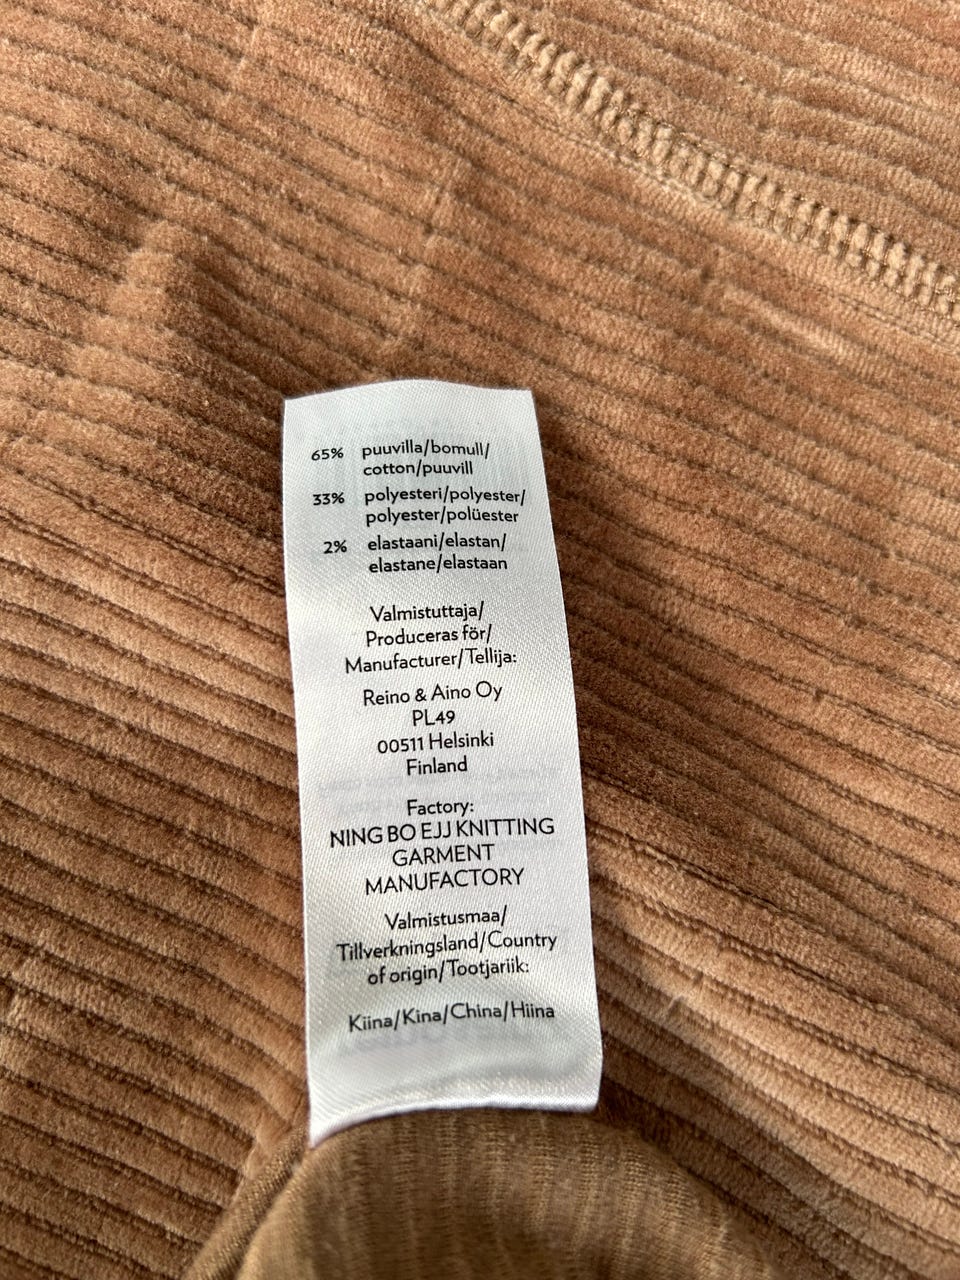 65% puuvilla/bomull/
cotton/puuvill
33% polyesteri/polyester/
polyester/polüester
2% elastaani/elastan/
elastane/elastaan
Valmistuttaja/
Produceras för/
Manufacturer/Tellija:
Reino & Aino Oy
PL49
00511 Helsinki
Finland
Factory:
NING BO EJJ KNITTING
GARMENT
MANUFACTORY
Valmistusmaa/
Tillverkningsland/Country
of origin/Tootjariik:
Kiina/Kina/China/Hiina